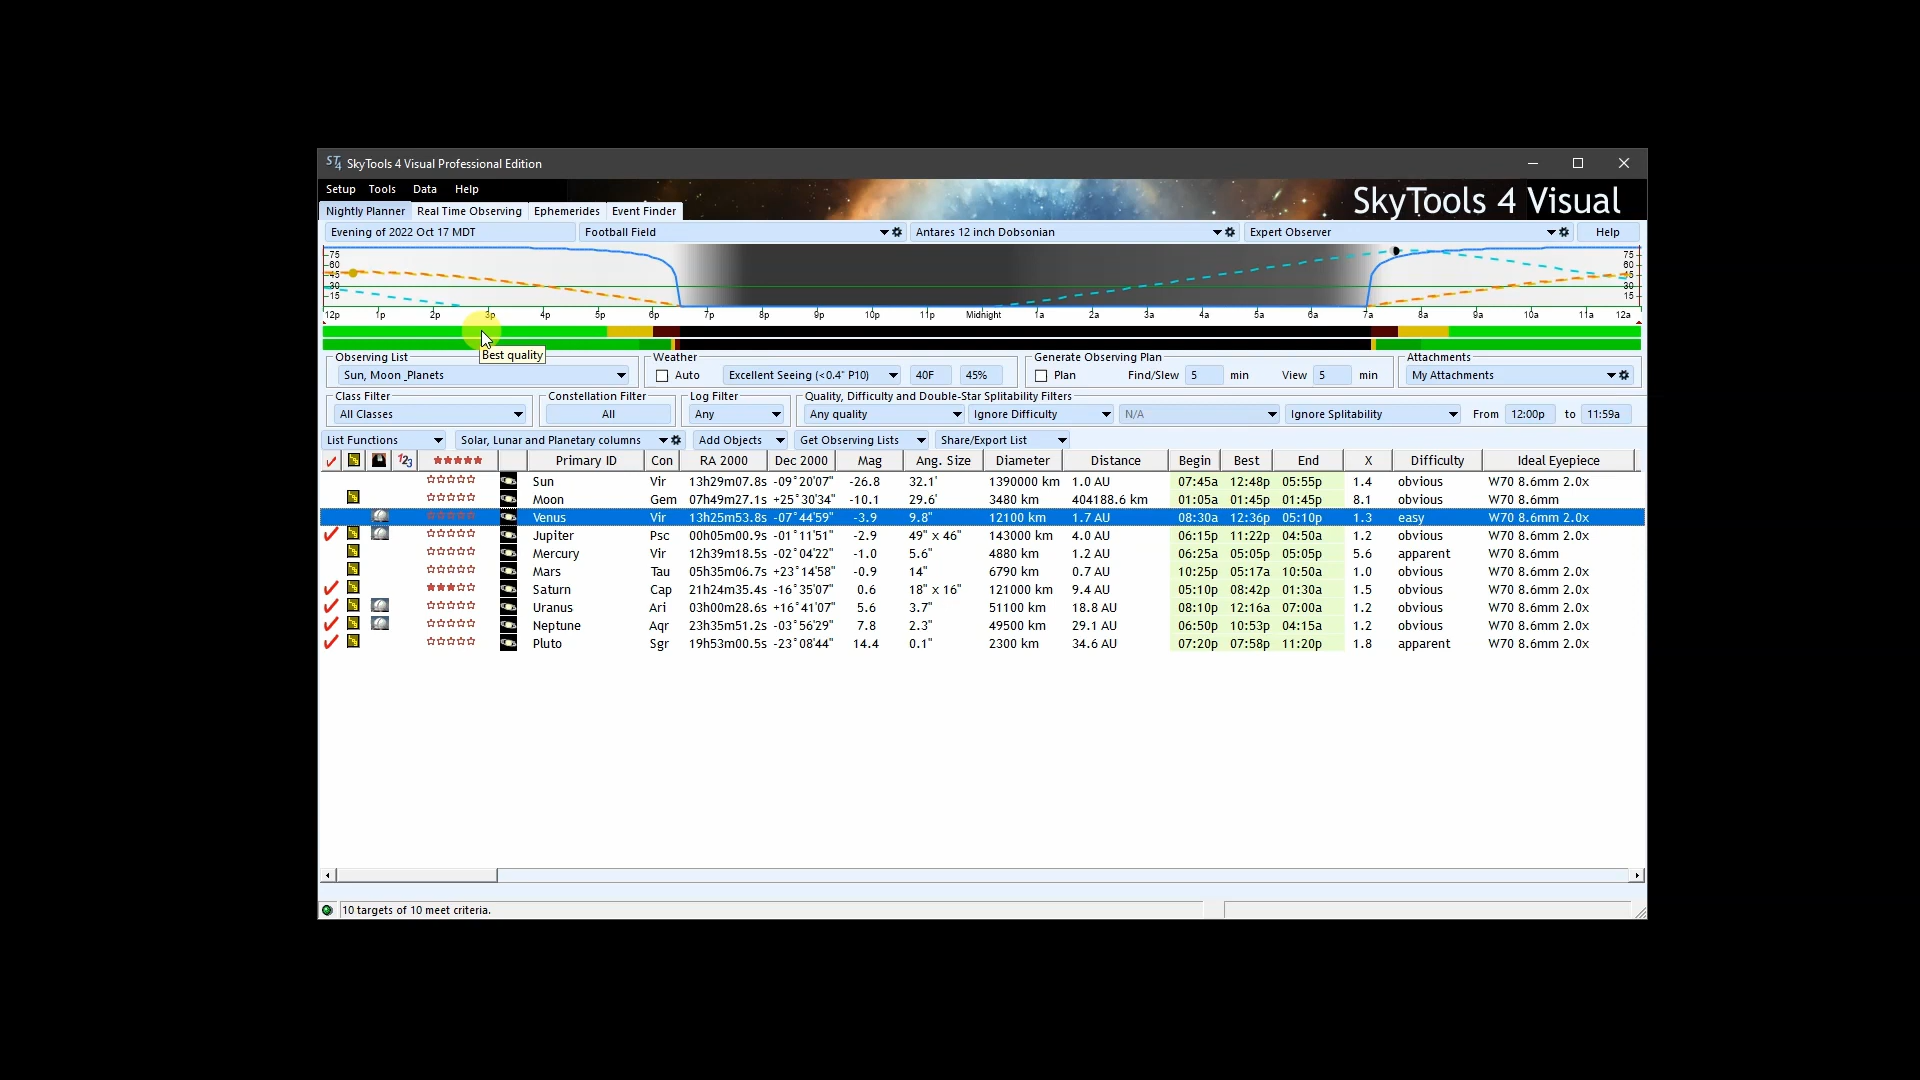 ST4 SkyTools 4 Visual Professional Edition
Setup Tools Data Help
SkyTools 4 Visual
Nightly Planner Real Time Observing Ephemerides Event Finder
Evening of 2022 Oct 17 MDT Football Field Antares 12 inch Dobsonian Expert Observer Help
75 75
60 60
45 45
30 30
15 15
12p 1p 2p 3p 4p 5p 6p 7p 8p 9p 10p 11p Midnight 1a 2a 3a 4a 5a 6a 7a 8a 9a 10a 11a 12a
Best quality
Observing List Weather Generate Observing Plan Attachments
Sun, Moon _Planets Auto Excellent Seeing (<0.4" P10) 40F 45% Plan Find/Slew 5 min View 5 min My Attachments
Class Filter Constellation Filter Log Filter Quality, Difficulty and Double-Star Splitability Filters
All Classes All Any Any quality Ignore Difficulty N/A Ignore Splitability From 12:00p to 11:59a
List Functions Solar, Lunar and Planetary columns Add Objects Get Observing Lists Share/Export List
123 Primary ID Con RA 2000 Dec 2000 Mag Ang. Size Diameter Distance Begin Best End X Difficulty Ideal Eyepiece
Sun Vir 13h29m07.8s -09°20'07" -26.8 32.1' 1390000 km 1.0 AU 07:45a 12:48p 05:55p 1.4 obvious W70 8.6mm 2.0x
Moon Gem 07h49m27.1s +25°30'34" -10.1 29.6' 3480 km 404188.6 km 01:05a 01:45p 01:45p 8.1 obvious W70 8.6mm
Venus Vir 13h25m53.8s -07°44'59" -3.9 9.8" 12100 km 1.7 AU 08:30a 12:36p 05:10p 1.3 easy W70 8.6mm 2.0x
Jupiter Psc 00h05m00.9s -01°11'51" -2.9 49" x 46" 143000 km 4.0 AU 06:15p 11:22p 04:50a 1.2 obvious W70 8.6mm 2.0x
Mercury Vir 12h39m18.5s -02°04'22" -1.0 5.6" 4880 km 1.2 AU 06:25a 05:05p 05:05p 5.6 apparent W70 8.6mm
Mars Tau 05h35m06.7s +23°14'58" -0.9 14" 6790 km 0.7 AU 10:25p 05:17a 10:50a 1.0 obvious W70 8.6mm 2.0x
Saturn Cap 21h24m35.4s -16°35'07" 0.6 18" x 16" 121000 km 9.4 AU 05:10p 08:42p 01:30a 1.5 obvious W70 8.6mm 2.0x
Uranus Ari 03h00m28.6s +16°41'07" 5.6 3.7" 51100 km 18.8 AU 08:10p 12:16a 07:00a 1.2 obvious W70 8.6mm 2.0x
Neptune Aqr 23h35m51.2s -03°56'29" 7.8 2.3" 49500 km 29.1 AU 06:50p 10:53p 04:15a 1.2 obvious W70 8.6mm 2.0x
Pluto Sgr 19h53m00.5s -23°08'44" 14.4 0.1" 2300 km 34.6 AU 07:20p 07:58p 11:20p 1.8 apparent W70 8.6mm 2.0x
10 targets of 10 meet criteria.